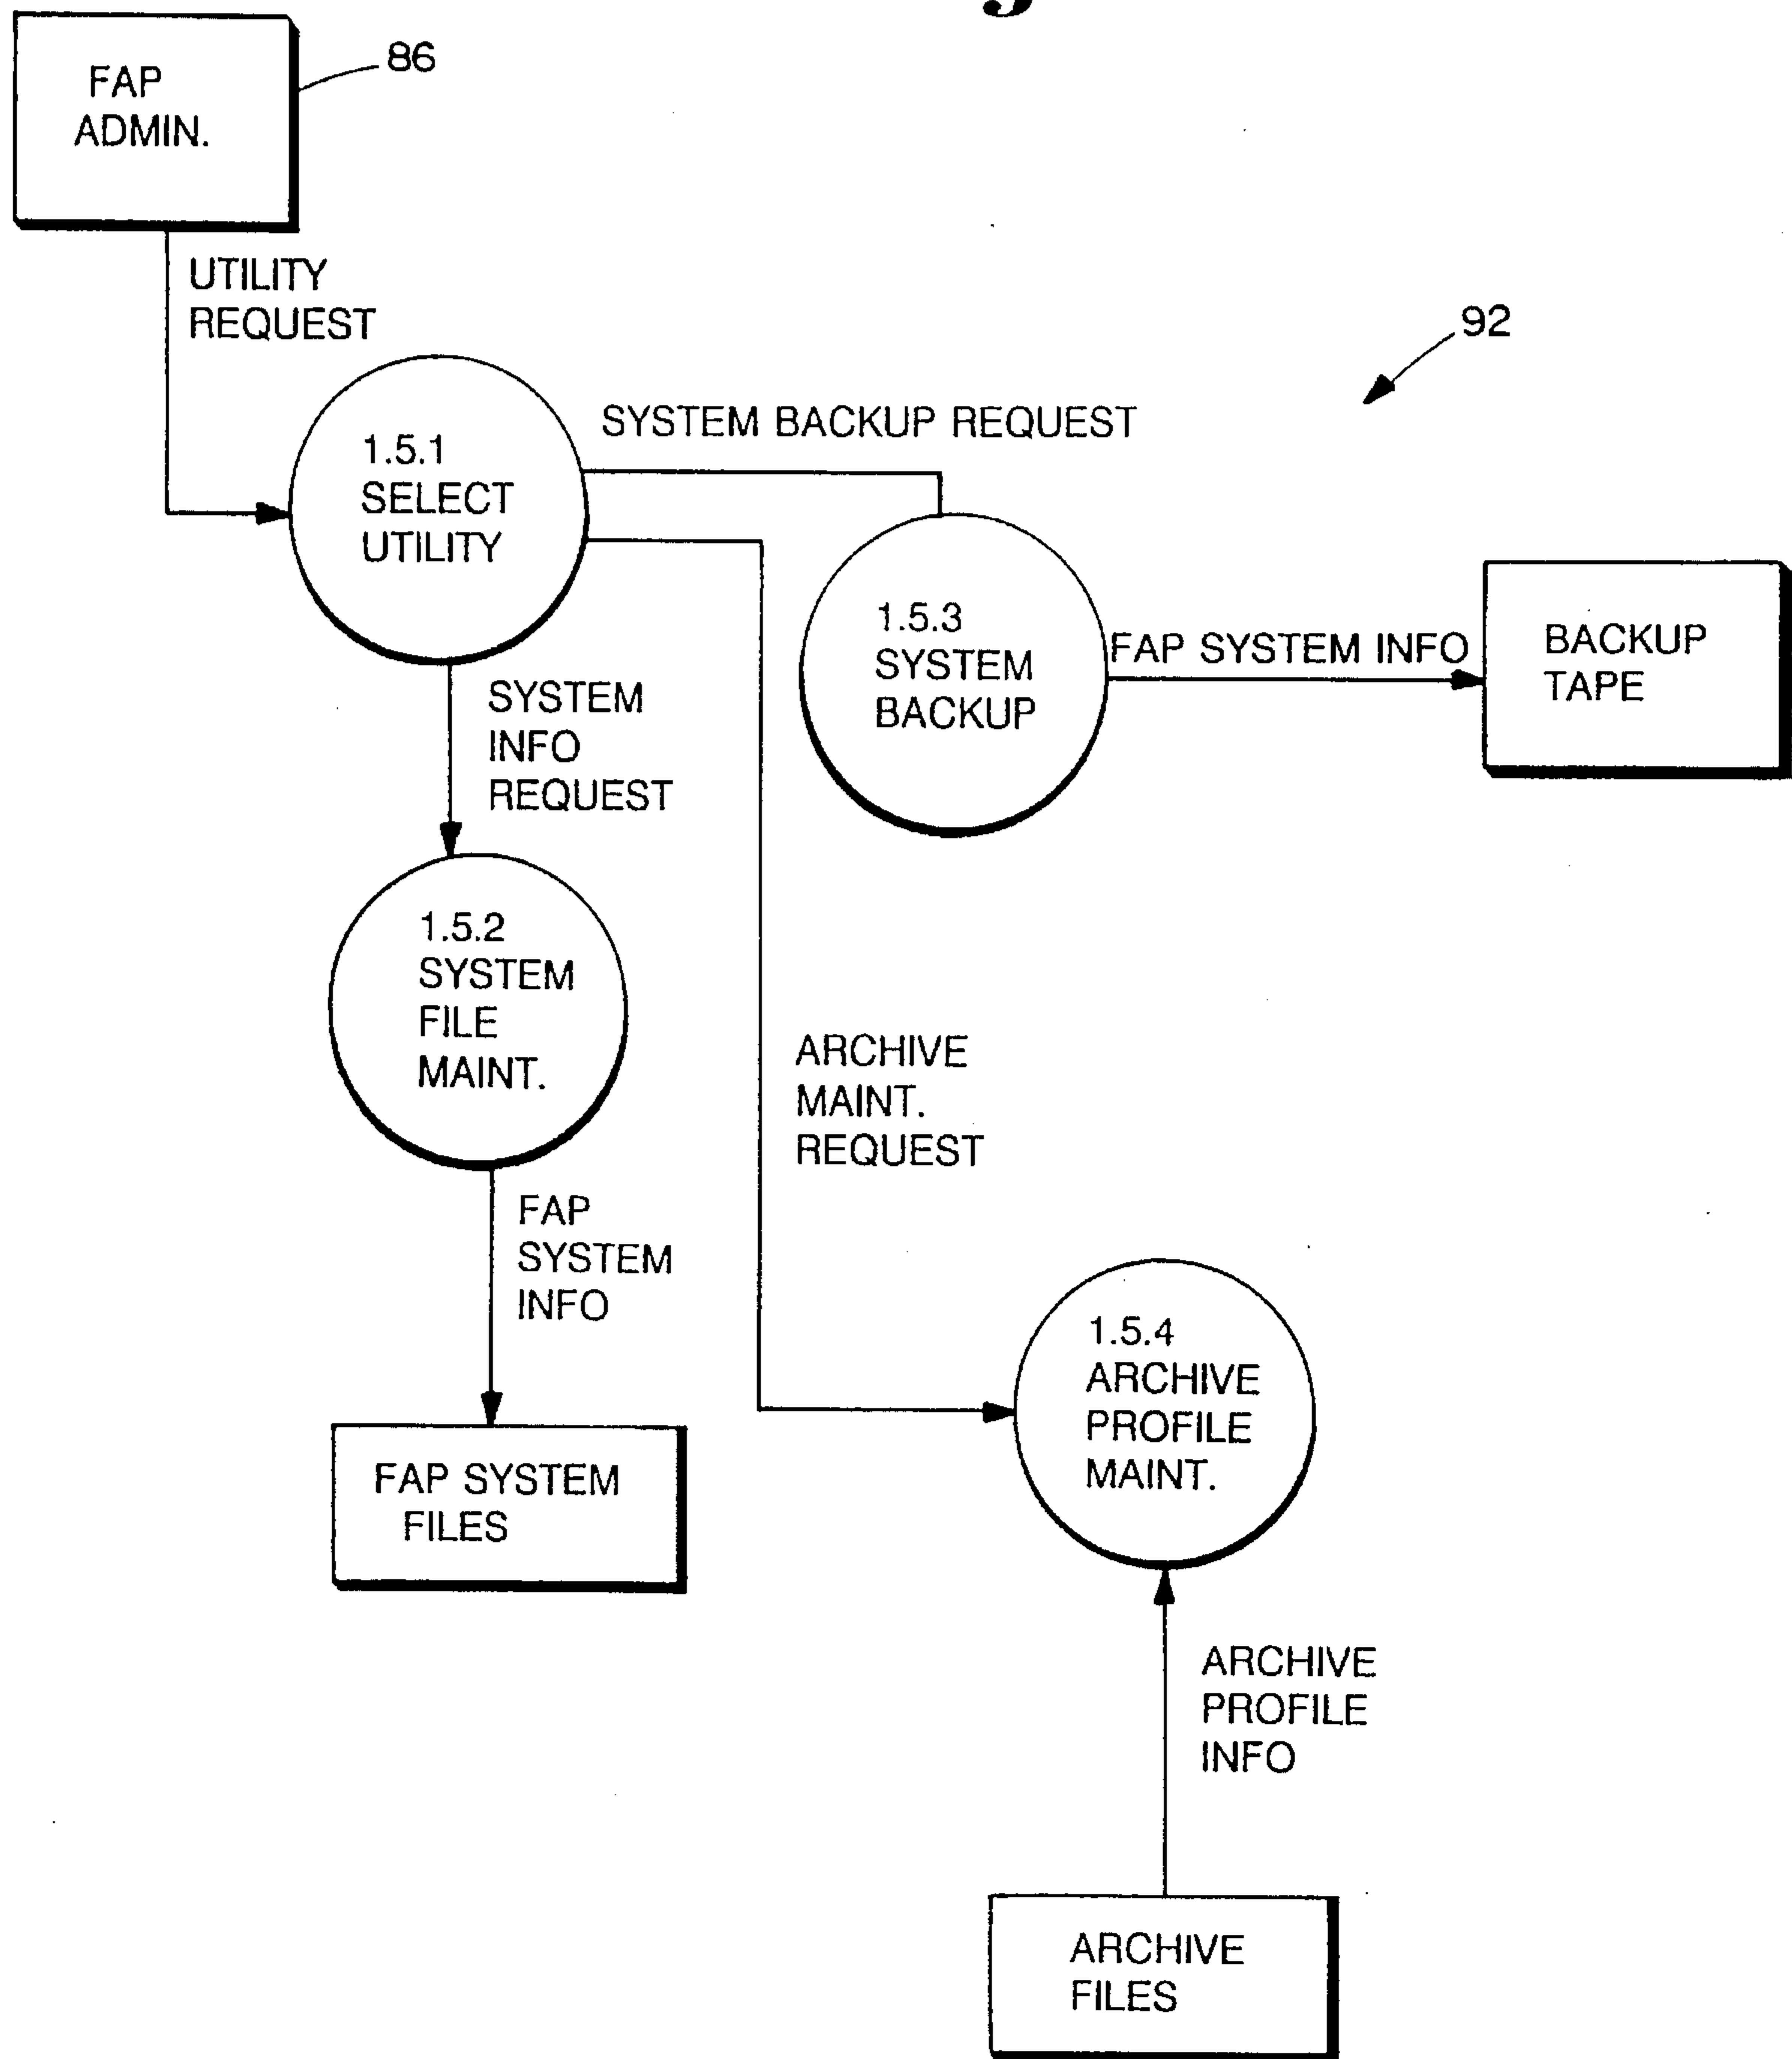 FAP
ADMIN.
86
UTILITY
REQUEST
92
SYSTEM BACKUP REQUEST
1.5.1
SELECT
UTILITY
1.5.3
SYSTEM
BACKUP
FAP SYSTEM INFO
BACKUP
TAPE
SYSTEM
INFO
REQUEST
1.5.2
SYSTEM
FILE
MAINT.
ARCHIVE
MAINT.
REQUEST
FAP
SYSTEM
INFO
1.5.4
ARCHIVE
PROFILE
MAINT.
FAP SYSTEM
FILES
ARCHIVE
PROFILE
INFO
ARCHIVE
FILES